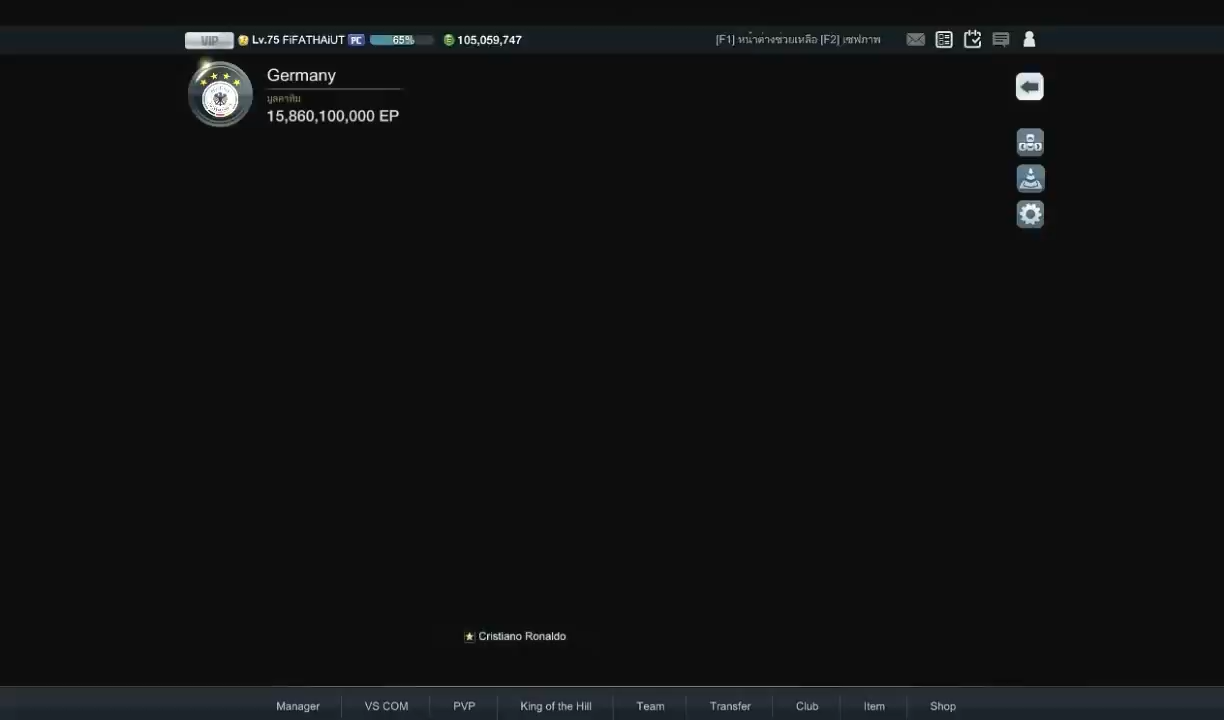 VIP Lv.75 FiFATHAiUT PC 65% 105,059,747 [F1] หน้าต่างช่วยเหลือ [F2] เซฟภาพ
Germany
มูลค่าทีม
15,860,100,000 EP
Cristiano Ronaldo
Manager VS COM PVP King of the Hill Team Transfer Club Item Shop